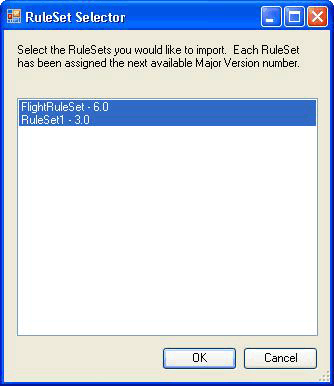 RuleSet Selector
Select the RuleSets you would like to import.  Each RuleSet
has been assigned the next available Major Version number.
FlightRuleSet - 6.0
RuleSet1 - 3.0
OK
Cancel